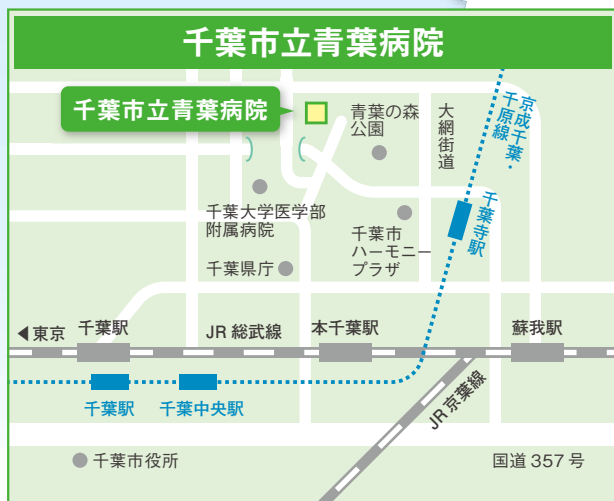 千葉市立青葉病院
千葉市立青葉病院
青葉の森
公園
大網街道
京成千葉・
千原線
千葉大学医学部
附属病院
千葉市
ハーモニー
プラザ
千葉寺駅
千葉県庁
◀東京
千葉駅
JR 総武線
本千葉駅
蘇我駅
千葉駅
千葉中央駅
JR 京葉線
千葉市役所
国道 357 号